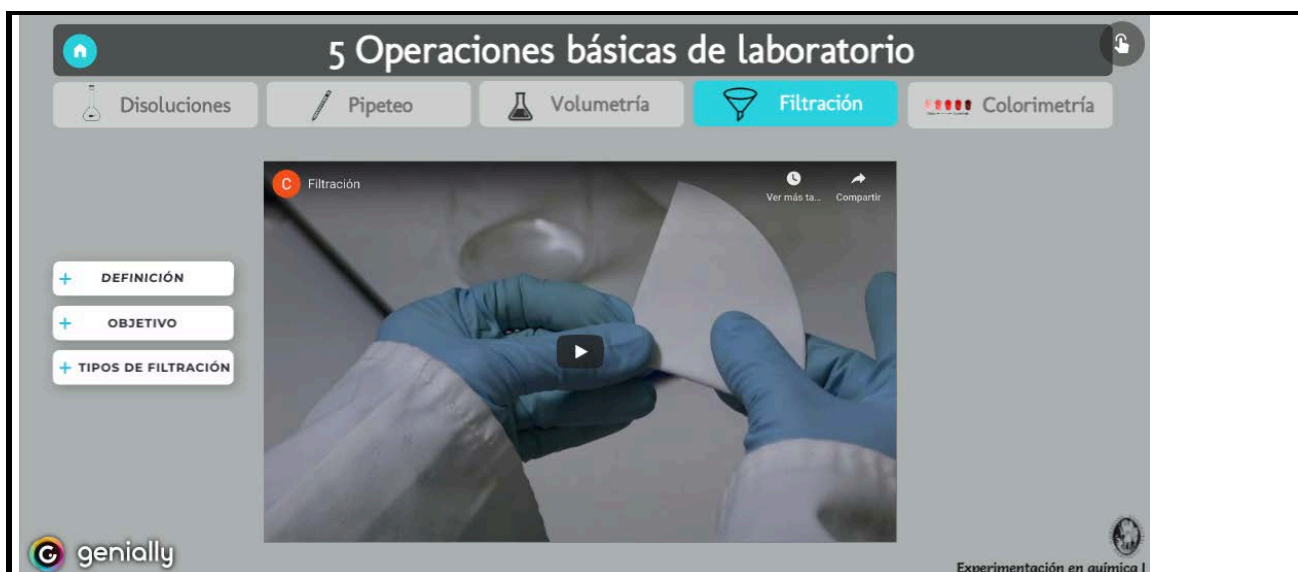 5 Operaciones básicas de laboratorio
Disoluciones
Pipeteo
Volumetría
Filtración
Colorimetría
C Filtración
Ver más ta...
Compartir
+ DEFINICIÓN
+ OBJETIVO
+ TIPOS DE FILTRACIÓN
G genially
Experimentación en química I